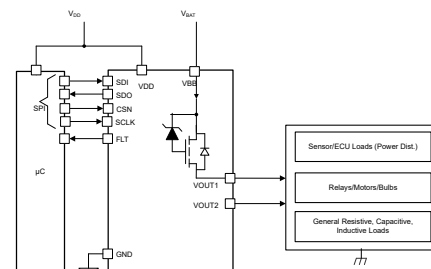 VDD
VBAT
SDI
VDD
VBB
SDO
SPI
CSN
SCLK
FLT
Sensor/ECU Loads (Power Dist.)
µC
VOUT1
Relays/Motors/Bulbs
VOUT2
General Resistive, Capacitive,
Inductive Loads
GND